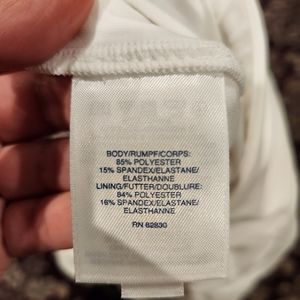 BODY/RUMPF/CORPS:
85% POLYESTER
15% SPANDEX/ELASTANE/
ELASTHANNE
LINING/FUTTER/DOUBLURE:
84% POLYESTER
16% SPANDEX/ELASTANE/
ELASTHANNE
RN 62830